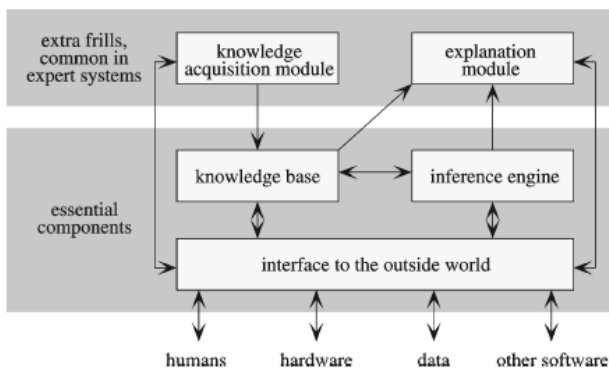 extra frills,
common in
expert systems
knowledge
acquisition module
explanation
module
essential
components
knowledge base
inference engine
interface to the outside world
humans
hardware
data
other software